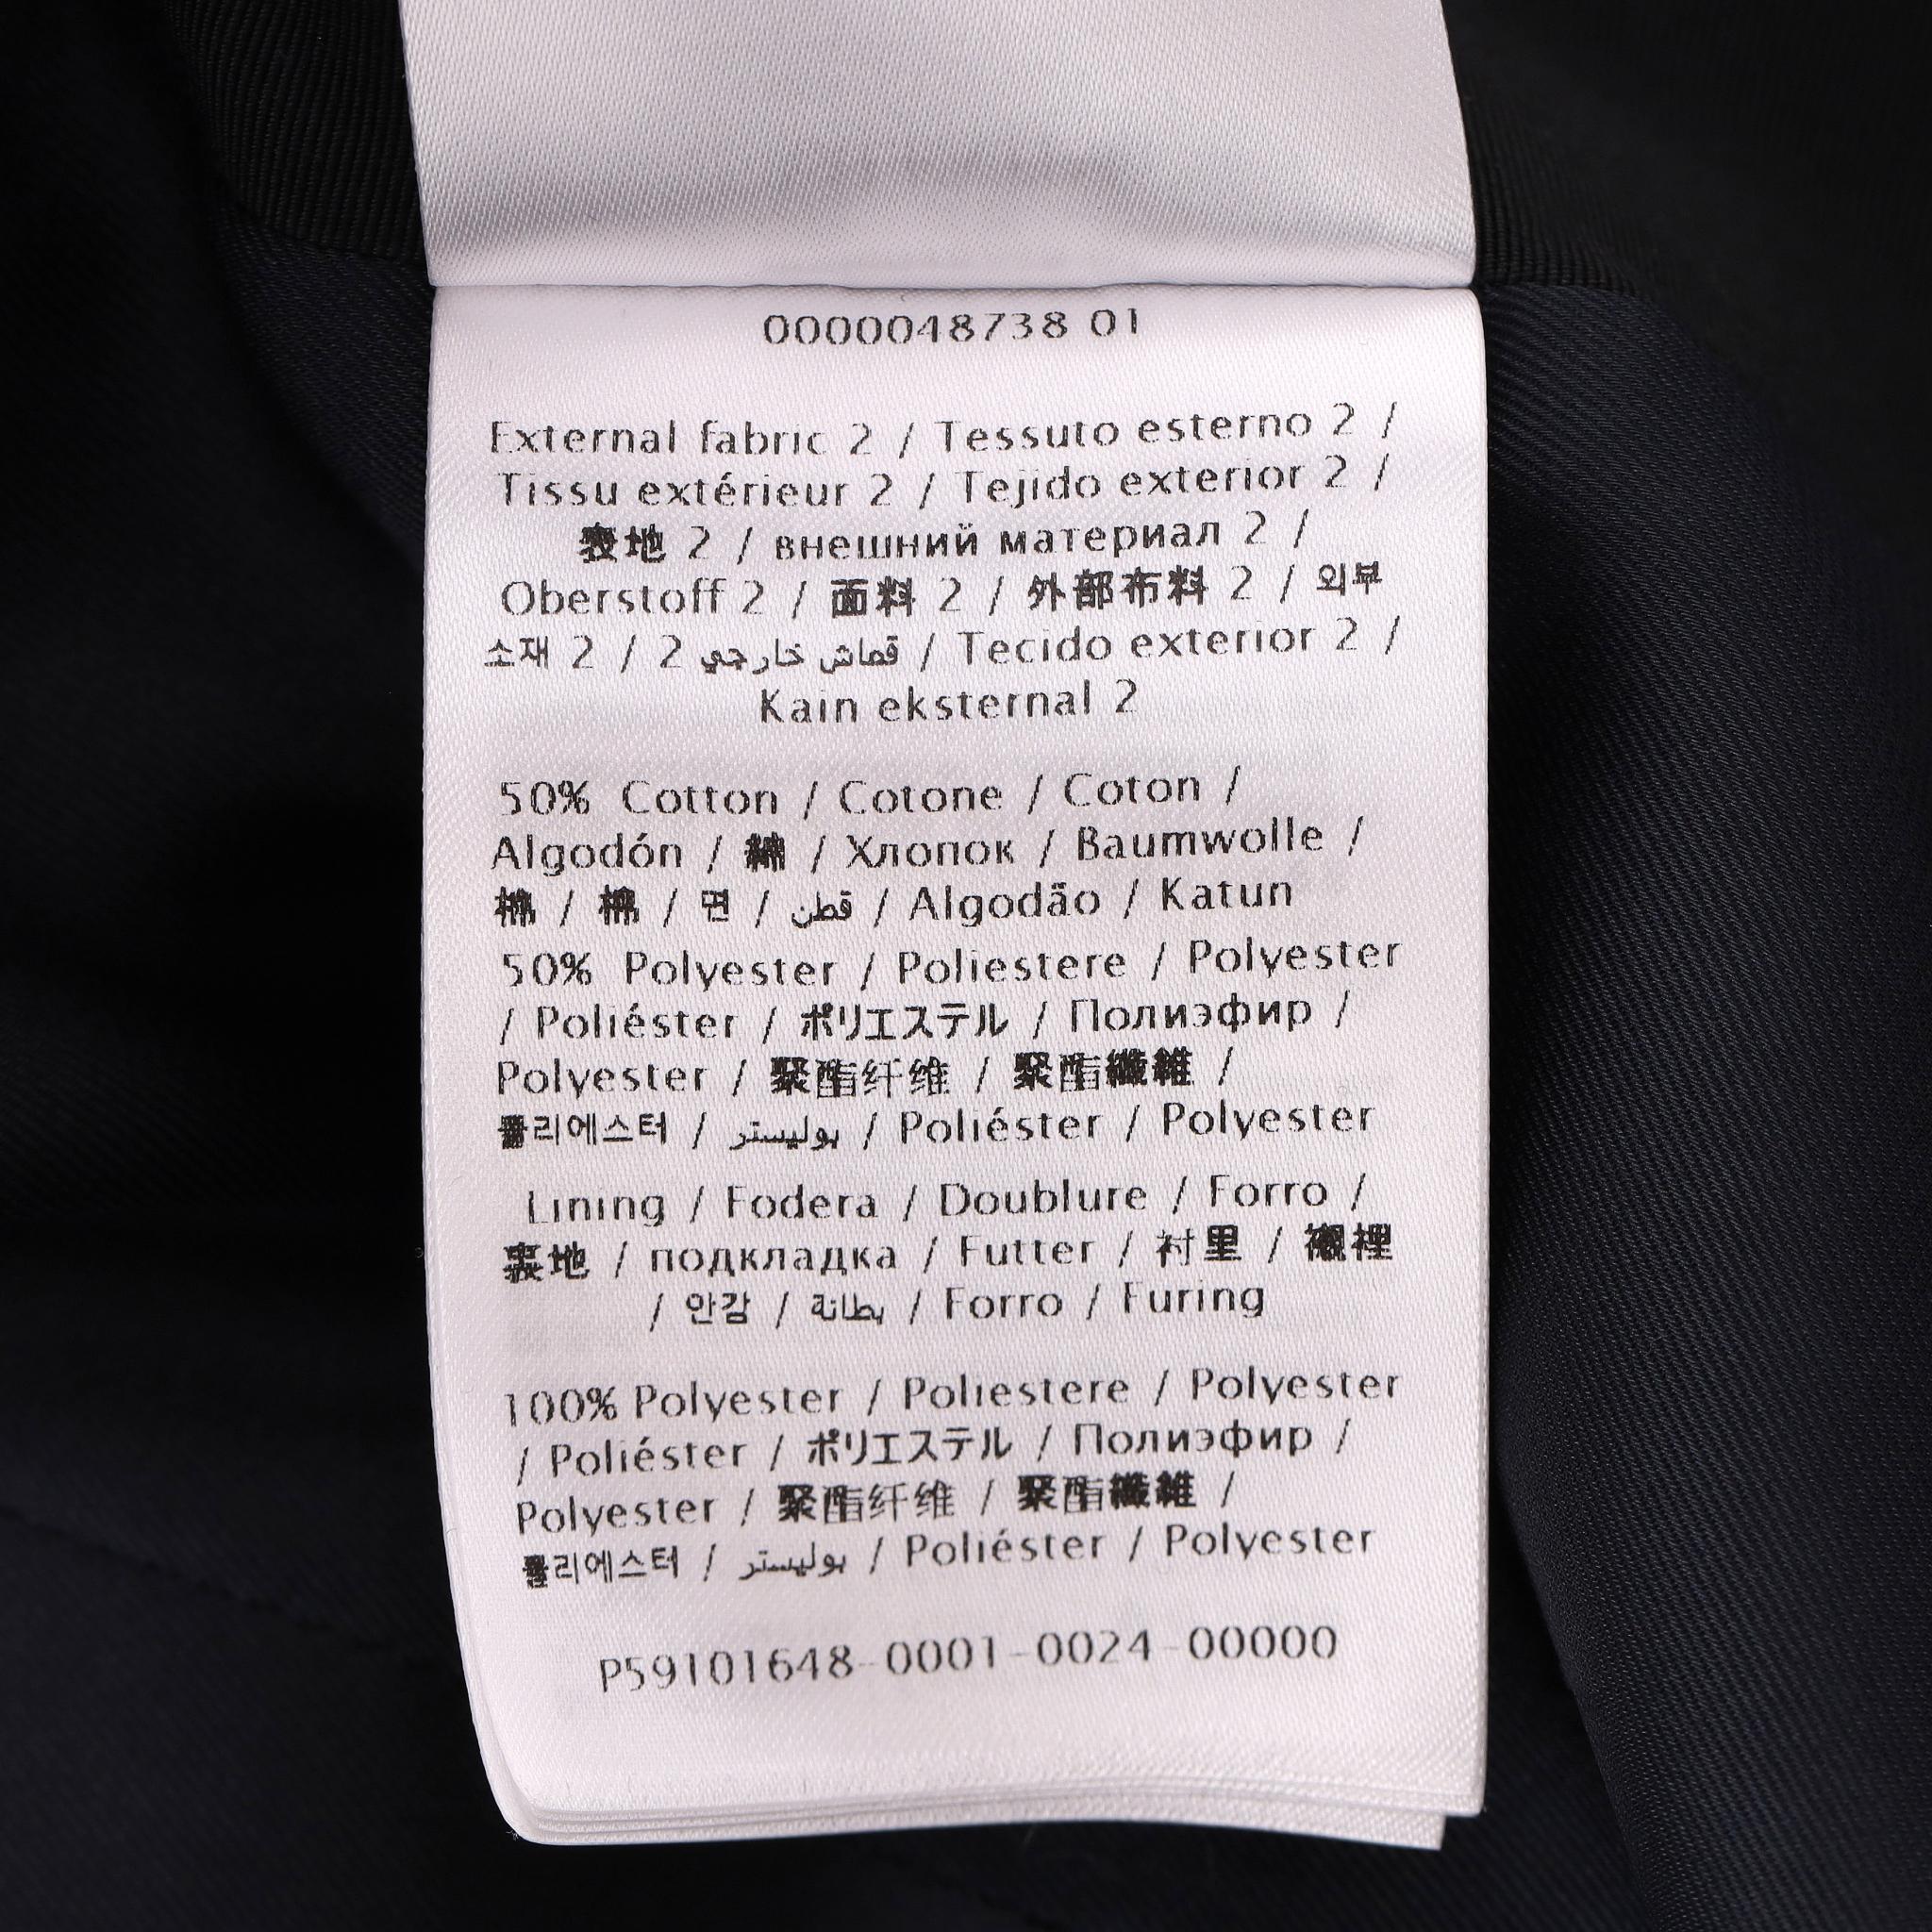 0000048738 01
External fabric 2 / Tessuto esterno 2 /
Tissu extérieur 2 / Tejido exterior 2 /
表地 2 / внешний материал 2 /
Oberstoff 2 / 面料 2 / 外部布料 2 / 외부
소재 2 / 2 قماش خارجي / Tecido exterior 2 /
Kain eksternal 2
50% Cotton / Cotone / Coton /
Algodón / 綿 / Хлопок / Baumwolle /
棉 / 棉 / 면 / قطن / Algodão / Katun
50% Polyester / Poliestere / Polyester
/ Poliéster / ポリエステル / Полиэфир /
Polyester / 聚酯纤维 / 聚酯纖維 /
폴리에스터 / بوليستر / Poliéster / Polyester
Lining / Fodera / Doublure / Forro /
裏地 / подкладка / Futter / 衬里 / 襯裡
/ 안감 / بطانة / Forro / Furing
100% Polyester / Poliestere / Polyester
/ Poliéster / ポリエステル / Полиэфир /
Polyester / 聚酯纤维 / 聚酯纖維 /
폴리에스터 / بوليستر / Poliéster / Polyester
P59101648-0001-0024-00000